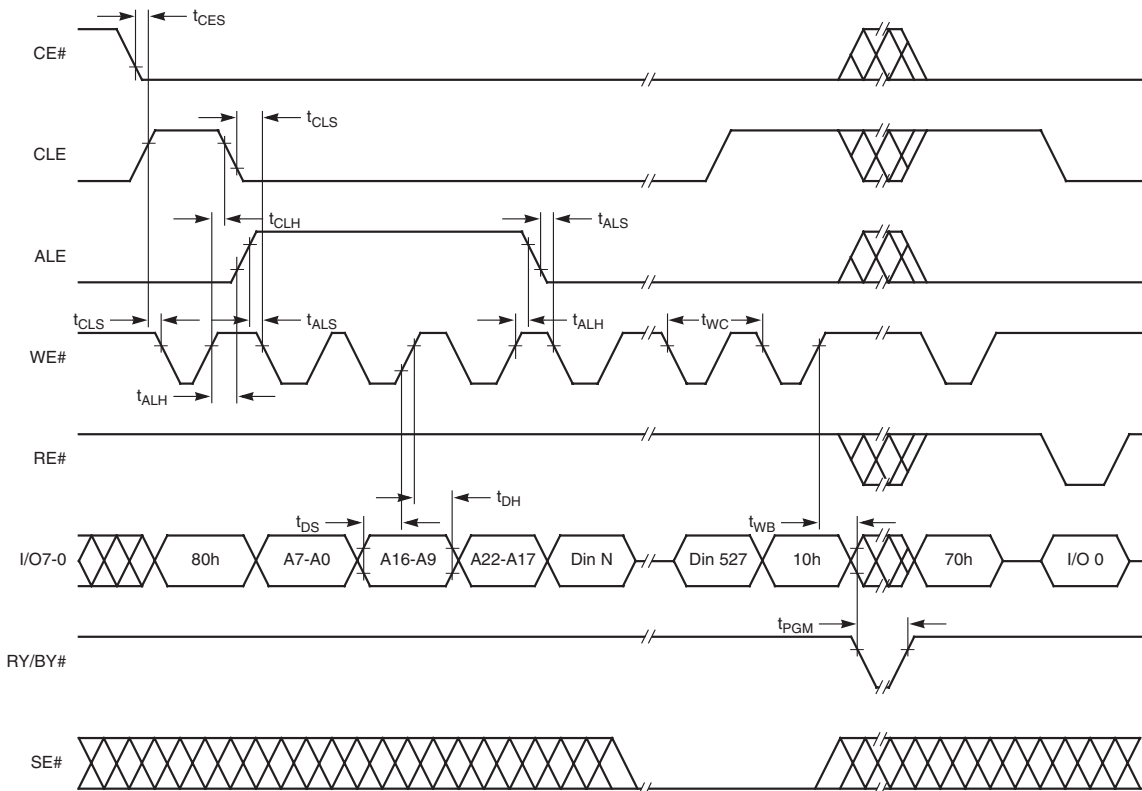 tCES
CE#
tCLS
CLE
tCLH
tALS
ALE
tCLS
tALS
tALH
tWC
WE#
tALH
RE#
tDH
tDS
tWB
I/O7-0
80h
A7-A0
A16-A9
A22-A17
Din N
Din 527
10h
70h
I/O 0
tPGM
RY/BY#
SE#